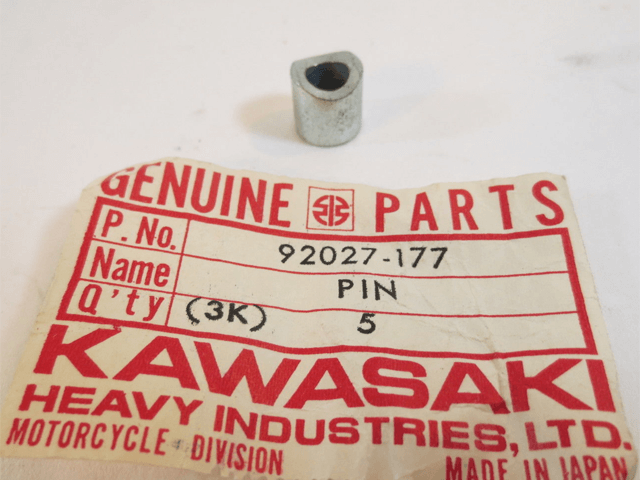 GENUINE PARTS
P. No. 92027-177
Name PIN
Q'ty (3K) 5
KAWASAKI
HEAVY INDUSTRIES, LTD.
MOTORCYCLE DIVISION
MADE IN JAPAN